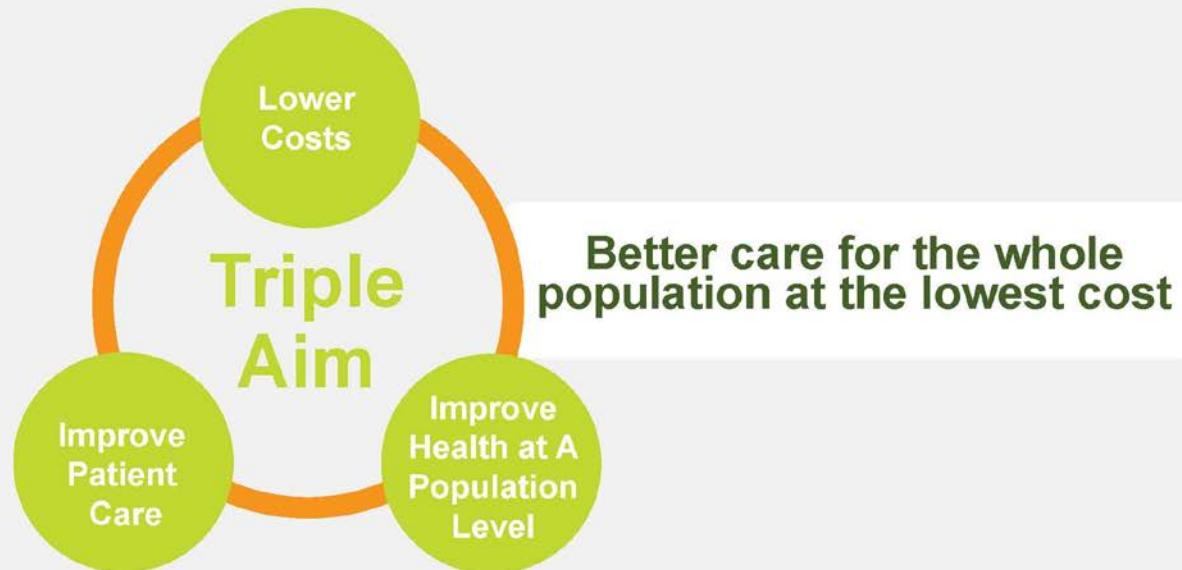 Lower
Costs
Triple
Aim
Better care for the whole
population at the lowest cost
Improve
Patient
Care
Improve
Health at A
Population
Level